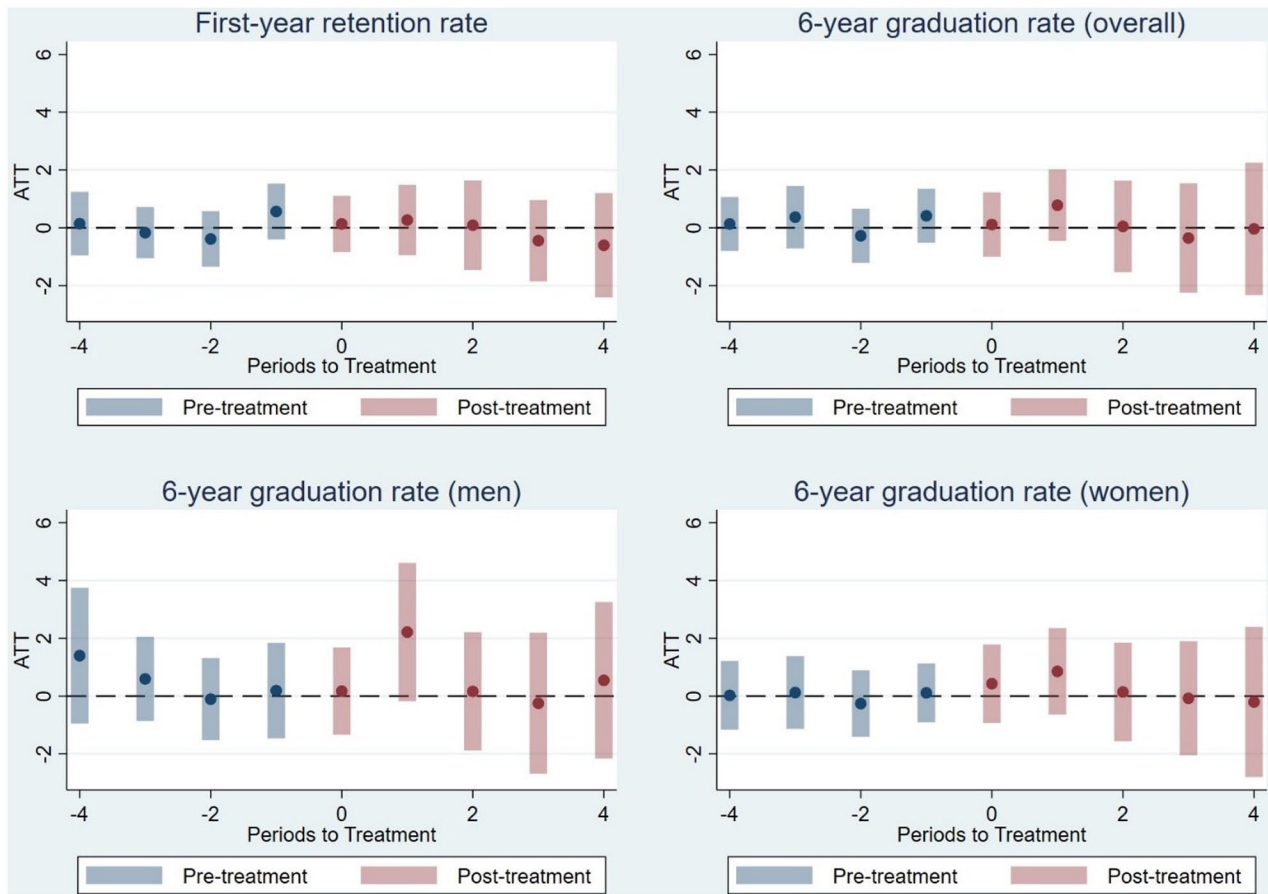 First-year retention rate
6
4
2
0
-2
ATT
-4 -2 0 2 4
Periods to Treatment
Pre-treatment Post-treatment
6-year graduation rate (overall)
6
4
2
0
-2
ATT
-4 -2 0 2 4
Periods to Treatment
Pre-treatment Post-treatment
6-year graduation rate (men)
6
4
2
0
-2
ATT
-4 -2 0 2 4
Periods to Treatment
Pre-treatment Post-treatment
6-year graduation rate (women)
6
4
2
0
-2
ATT
-4 -2 0 2 4
Periods to Treatment
Pre-treatment Post-treatment